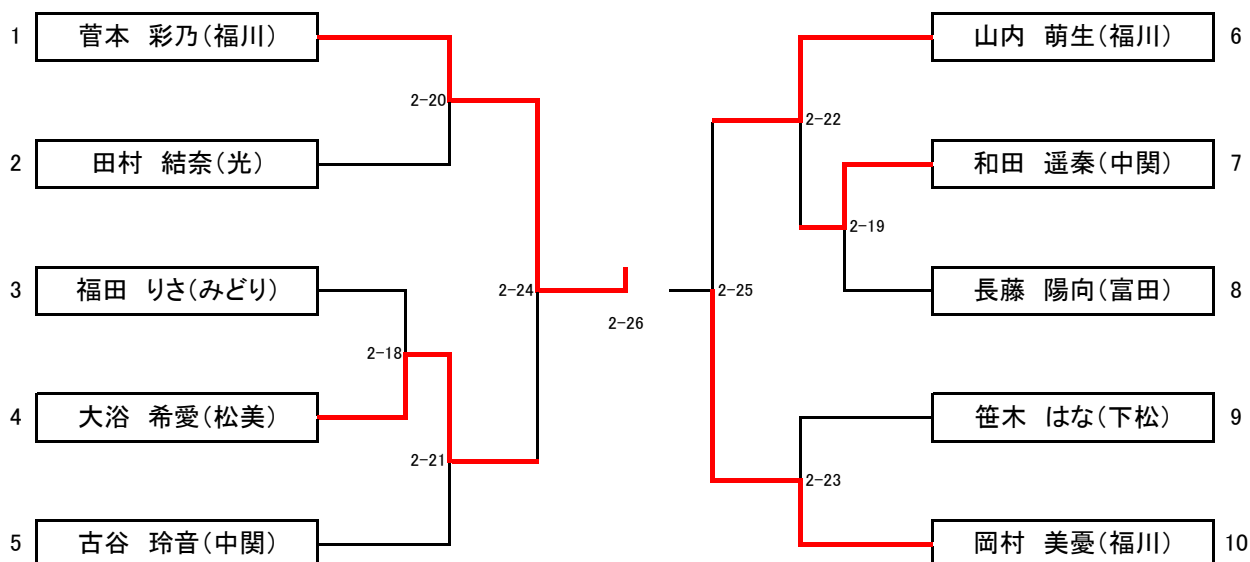 1 菅本 彩乃(福川)
2-20
2 田村 結奈(光)
3 福田 りさ(みどり)
2-24
2-18
4 大浴 希愛(松美)
2-21
5 古谷 玲音(中関)
2-26
山内 萌生(福川) 6
2-22
和田 遥秦(中関) 7
2-19
2-25
長藤 陽向(富田) 8
笹木 はな(下松) 9
2-23
岡村 美憂(福川) 10